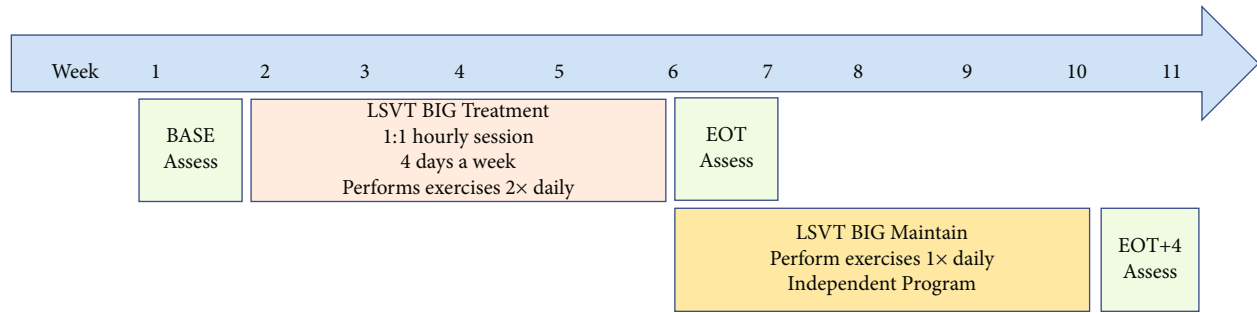 Week 1 2 3 4 5 6 7 8 9 10 11
BASE
Assess
LSVT BIG Treatment
1:1 hourly session
4 days a week
Performs exercises 2× daily
EOT
Assess
LSVT BIG Maintain
Perform exercises 1× daily
Independent Program
EOT+4
Assess